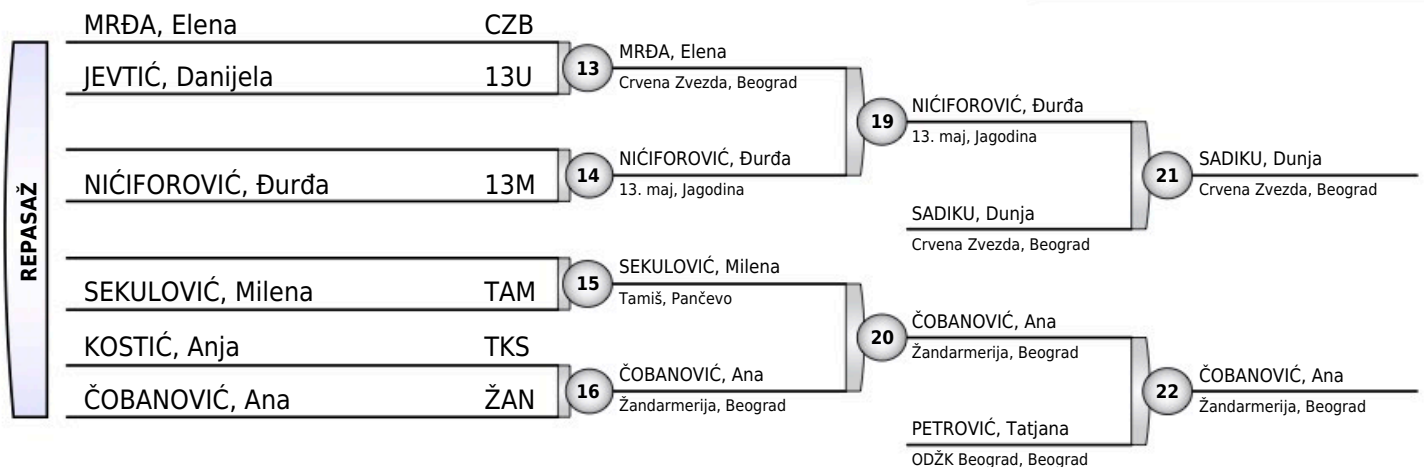 REPASAŽ
MRĐA, Elena CZB
JEVTIĆ, Danijela 13U
NIĆIFOROVIĆ, Đurđa 13M
SEKULOVIĆ, Milena TAM
KOSTIĆ, Anja TKS
ČOBANOVIĆ, Ana ŽAN
13
MRĐA, Elena
Crvena Zvezda, Beograd
14
NIĆIFOROVIĆ, Đurđa
13. maj, Jagodina
15
SEKULOVIĆ, Milena
Tamiš, Pančevo
16
ČOBANOVIĆ, Ana
Žandarmerija, Beograd
19
NIĆIFOROVIĆ, Đurđa
13. maj, Jagodina
SADIKU, Dunja
Crvena Zvezda, Beograd
20
ČOBANOVIĆ, Ana
Žandarmerija, Beograd
PETROVIĆ, Tatjana
ODŽK Beograd, Beograd
21
SADIKU, Dunja
Crvena Zvezda, Beograd
22
ČOBANOVIĆ, Ana
Žandarmerija, Beograd